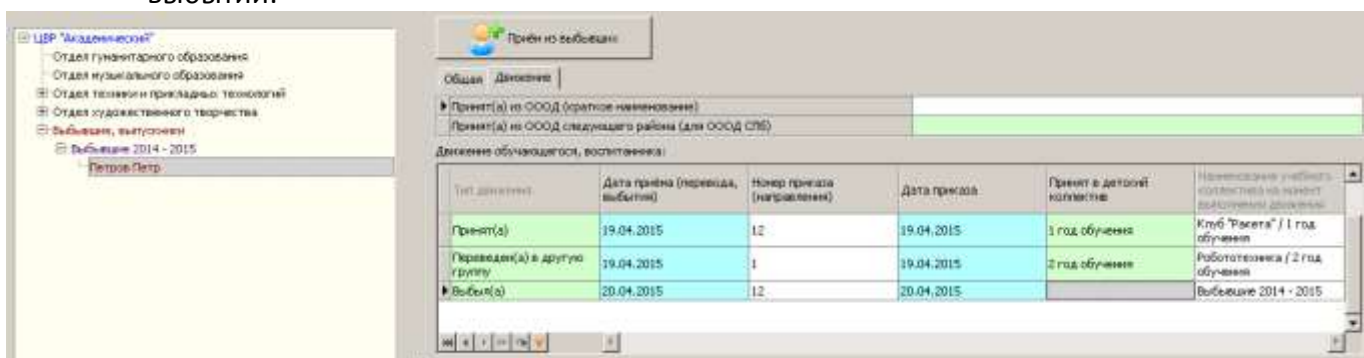 выбытии.
ЦВР "Академический"
Отдел гуманитарного образования
Отдел музыкального образования
Отдел техники и прикладных технологий
Отдел художественного творчества
Выбывшие, выпускники
Выбывшие 2014 - 2015
Петров Петр
Приём из выбывших
Общая Движение
Принят(а) из ОООД (краткое наименование)
Принят(а) из ОООД следующего района (для ОООД СПб)
Движение обучающегося, воспитанника:
Тип движения
Дата приёма (перевода, выбытия)
Номер приказа (направления)
Дата приказа
Принят в детский коллектив
Наименование учебного коллектива на момент выполнения движения
Принят(а) 19.04.2015 12 19.04.2015 1 год обучения Клуб "Ракета" / 1 год обучения
Переведен(а) в другую группу 19.04.2015 1 19.04.2015 2 год обучения Робототехника / 2 год обучения
Выбыл(а) 20.04.2015 12 20.04.2015 Выбывшие 2014 - 2015